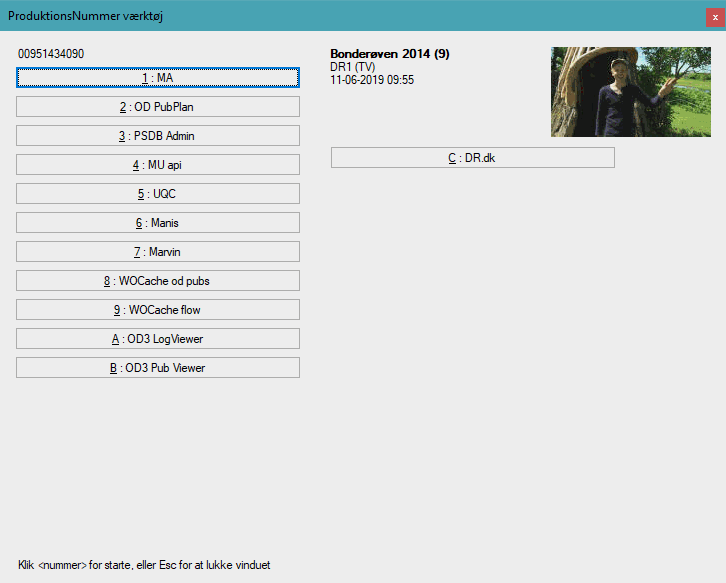 ProduktionsNummer værktøj
x
00951434090
1 : MA
2 : OD PubPlan
3 : PSDB Admin
4 : MU api
5 : UQC
6 : Manis
7 : Marvin
8 : WOCache od pubs
9 : WOCache flow
A : OD3 LogViewer
B : OD3 Pub Viewer
Bonderøven 2014 (9)
DR1 (TV)
11-06-2019 09:55
C : DR.dk
Klik <nummer> for starte, eller Esc for at lukke vinduet